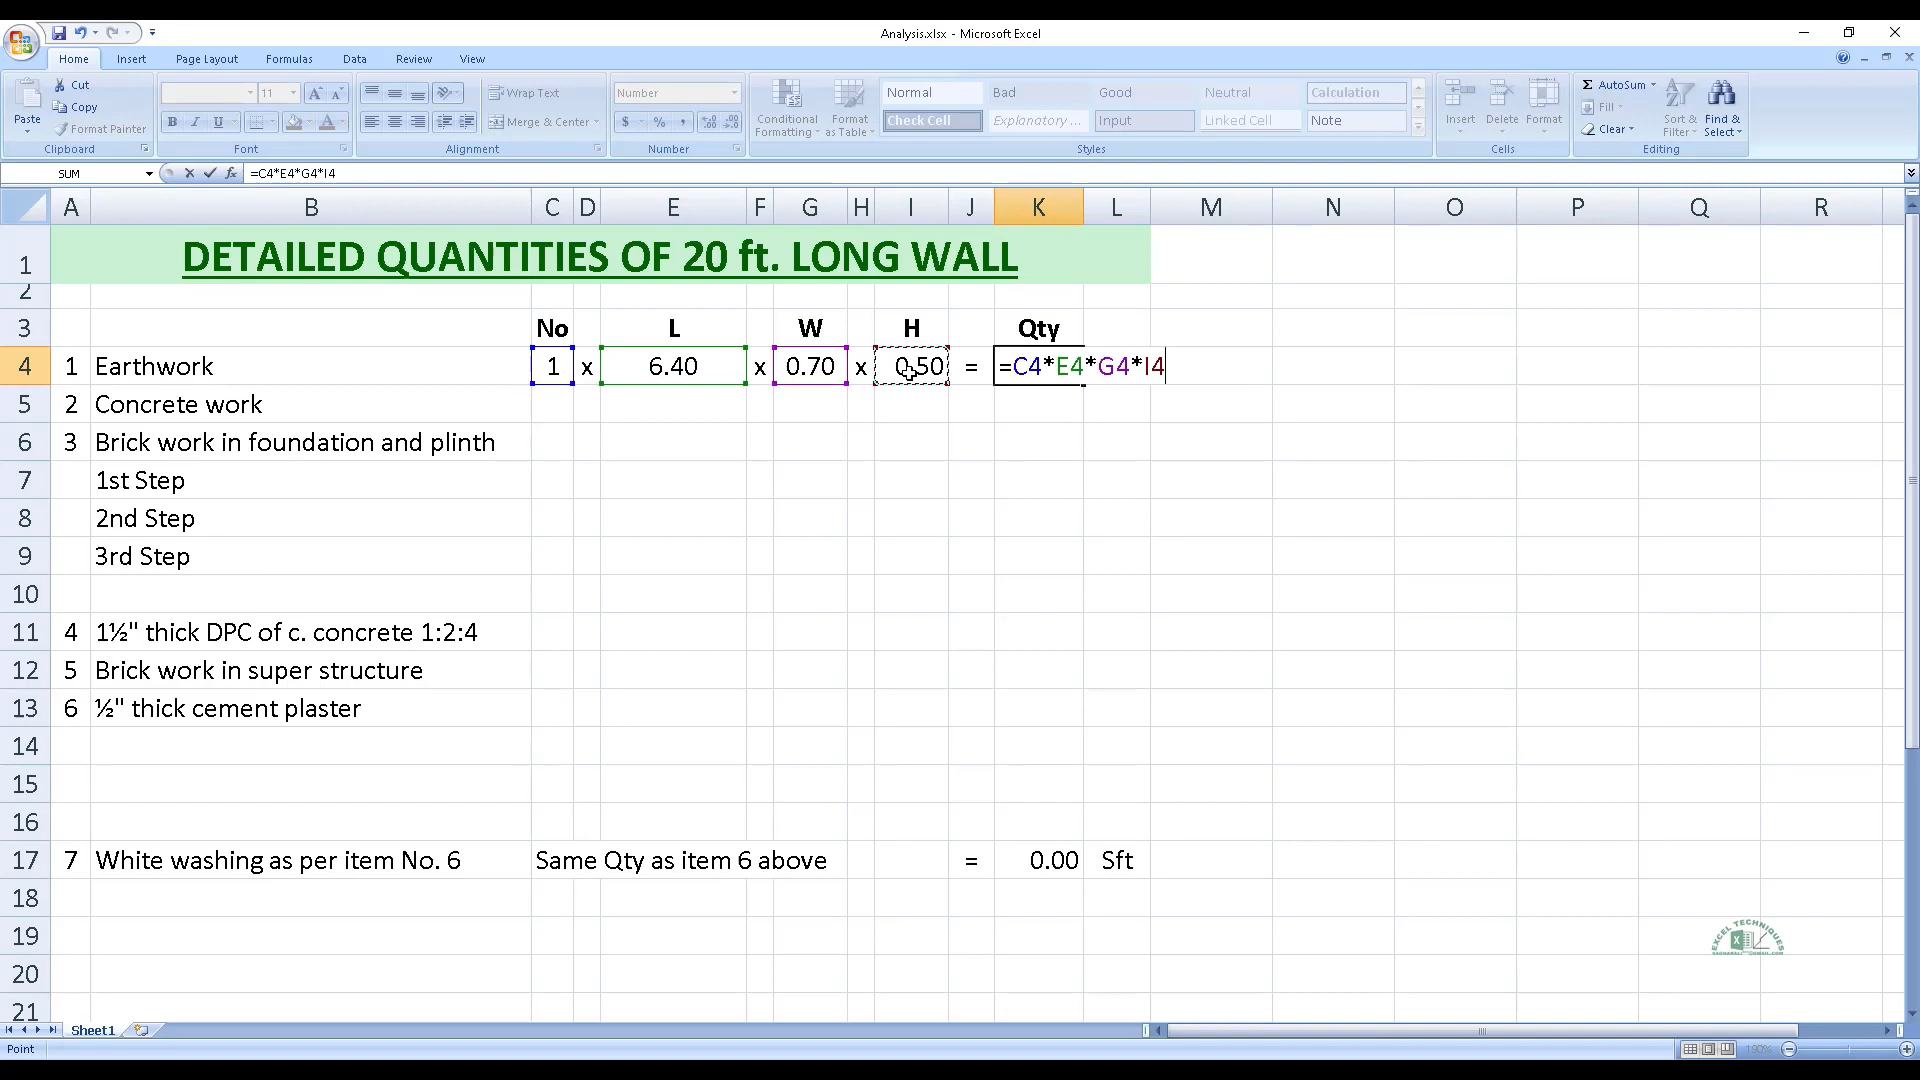 Analysis.xlsx - Microsoft Excel
Home Insert Page Layout Formulas Data Review View
Cut
Copy
Format Painter
Paste
Clipboard
11
Font
Wrap Text
Merge & Center
Alignment
Number
Number
Conditional Formatting
Format as Table
Normal Bad Good Neutral Calculation
Check Cell Explanatory ... Input Linked Cell Note
Styles
Insert Delete Format
Cells
AutoSum
Fill
Clear
Sort & Filter
Find & Select
Editing
SUM =C4*E4*G4*I4
A B C D E F G H I J K L M N O P Q R
1 DETAILED QUANTITIES OF 20 ft. LONG WALL
2
3 No L W H Qty
4 1 Earthwork 1 x 6.40 x 0.70 x 0.50 = =C4*E4*G4*I4
5 2 Concrete work
6 3 Brick work in foundation and plinth
7 1st Step
8 2nd Step
9 3rd Step
10
11 4 1½" thick DPC of c. concrete 1:2:4
12 5 Brick work in super structure
13 6 ½" thick cement plaster
14
15
16
17 7 White washing as per item No. 6 Same Qty as item 6 above = 0.00 Sft
18
19
EXCEL TECHNIQUES
20
21
Sheet1
Point
190%